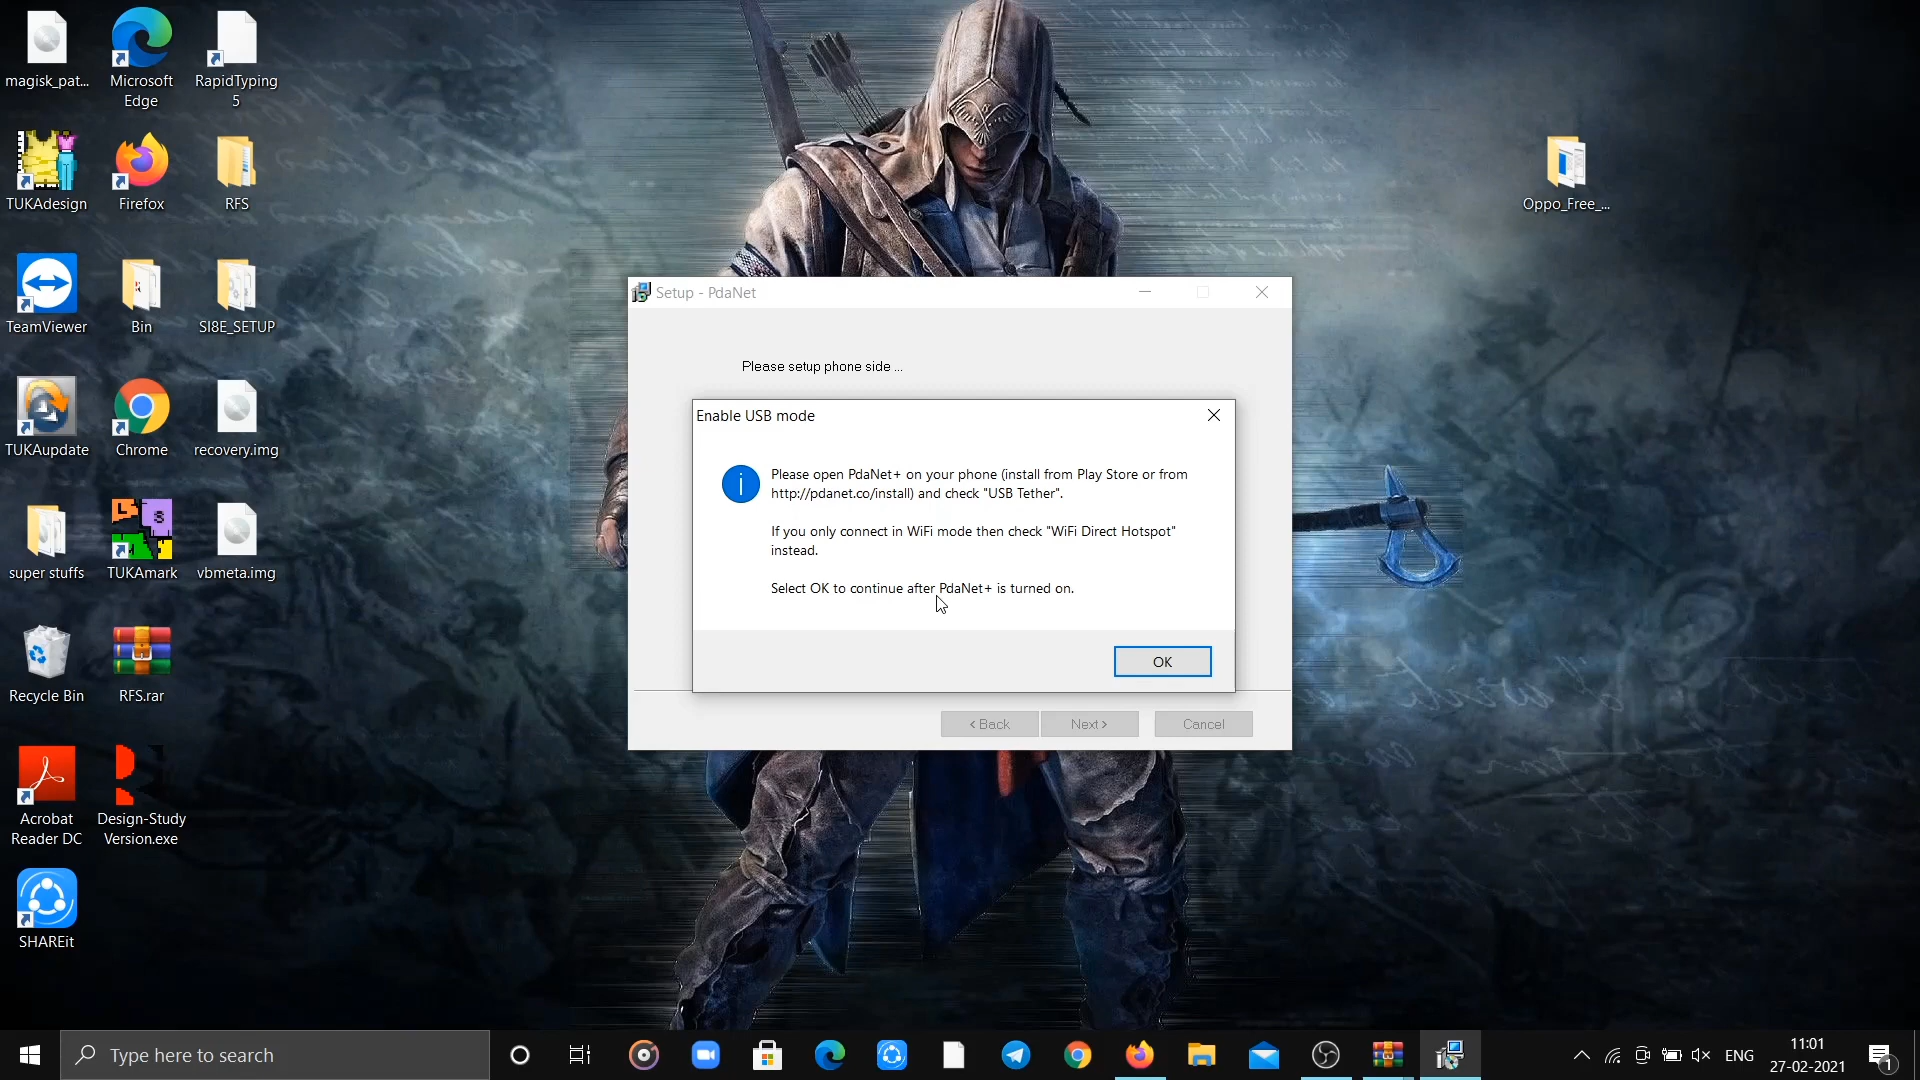 magisk_pat...
Microsoft
Edge
RapidTyping
5
TUKAdesign
Firefox
RFS
Oppo_Free_...
TeamViewer
Bin
SI8E_SETUP
TUKAupdate
Chrome
recovery.img
super stuffs
TUKAmark
vbmeta.img
Recycle Bin
RFS.rar
Acrobat
Reader DC
Design-Study
Version.exe
SHAREit
Setup - PdaNet
Please setup phone side ...
Enable USB mode
Please open PdaNet+ on your phone (install from Play Store or from
http://pdanet.co/install) and check "USB Tether".
If you only connect in WiFi mode then check "WiFi Direct Hotspot"
instead.
Select OK to continue after PdaNet+ is turned on.
OK
< Back
Next >
Cancel
Type here to search
ENG
11:01
27-02-2021
1